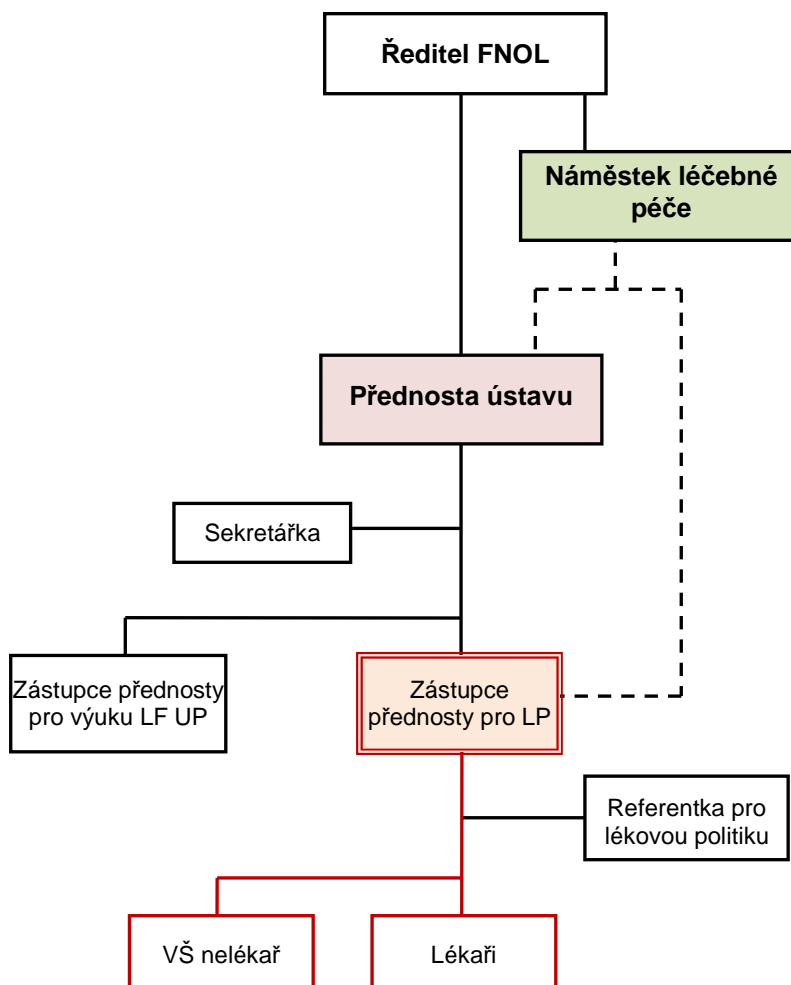 Ředitel FNOL
Náměstek léčebné
péče
Přednosta ústavu
Sekretářka
Zástupce přednosty
pro výuku LF UP
Zástupce
přednosty pro LP
Referentka pro
lékovou politiku
VŠ nelékař
Lékaři